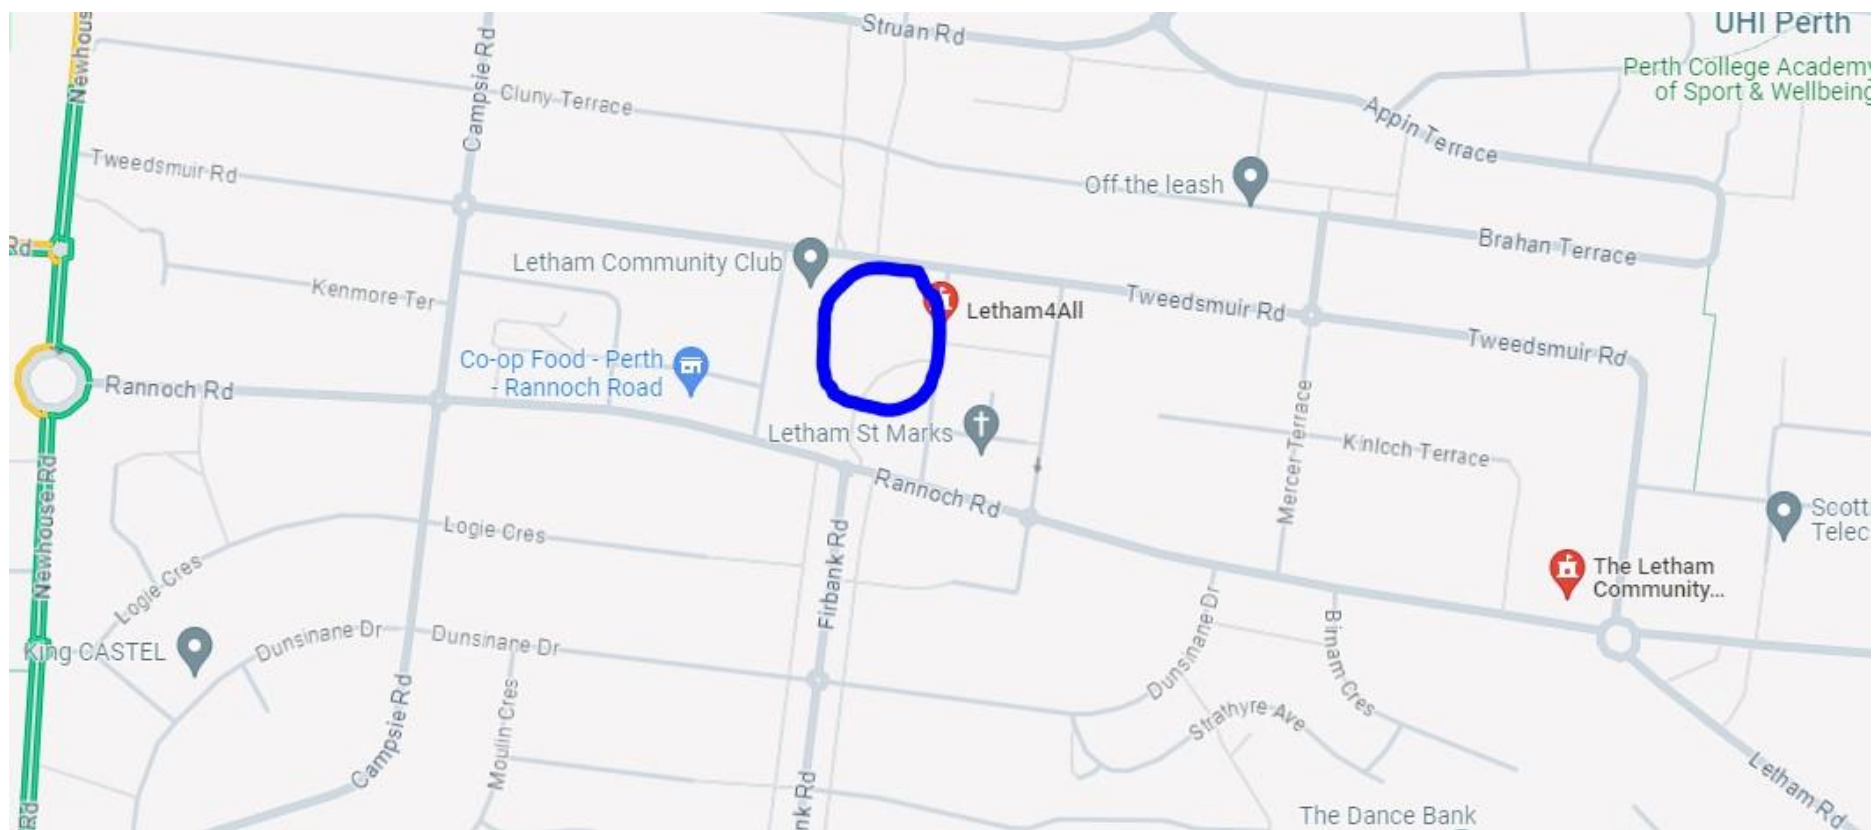 Newhous
Struan Rd
UHI Perth
Campsie Rd
Cluny Terrace
Perth College Academy
of Sport & Wellbeing
Appin Terrace
Tweedsmuir Rd
Off the leash
Rd
Letham Community Club
Brahan Terrace
Kenmore Ter
Letham4All
Tweedsmuir Rd
Tweedsmuir Rd
Co-op Food - Perth
- Rannoch Road
Rannoch Rd
Letham St Marks
Mercer Terrace
Kinloch Terrace
Rannoch Rd
Newhouse Rd
Logie Cres
Firbank Rd
Scott
Telec
Logie Cres
The Letham
Community...
King CASTEL
Dunsinane Dr
Dunsinane Dr
Dunsinane Dr
Birnam Cres
Campsie Rd
Moulin Cres
Strathyre Ave
Letham Rd
Rd
nk Rd
The Dance Bank